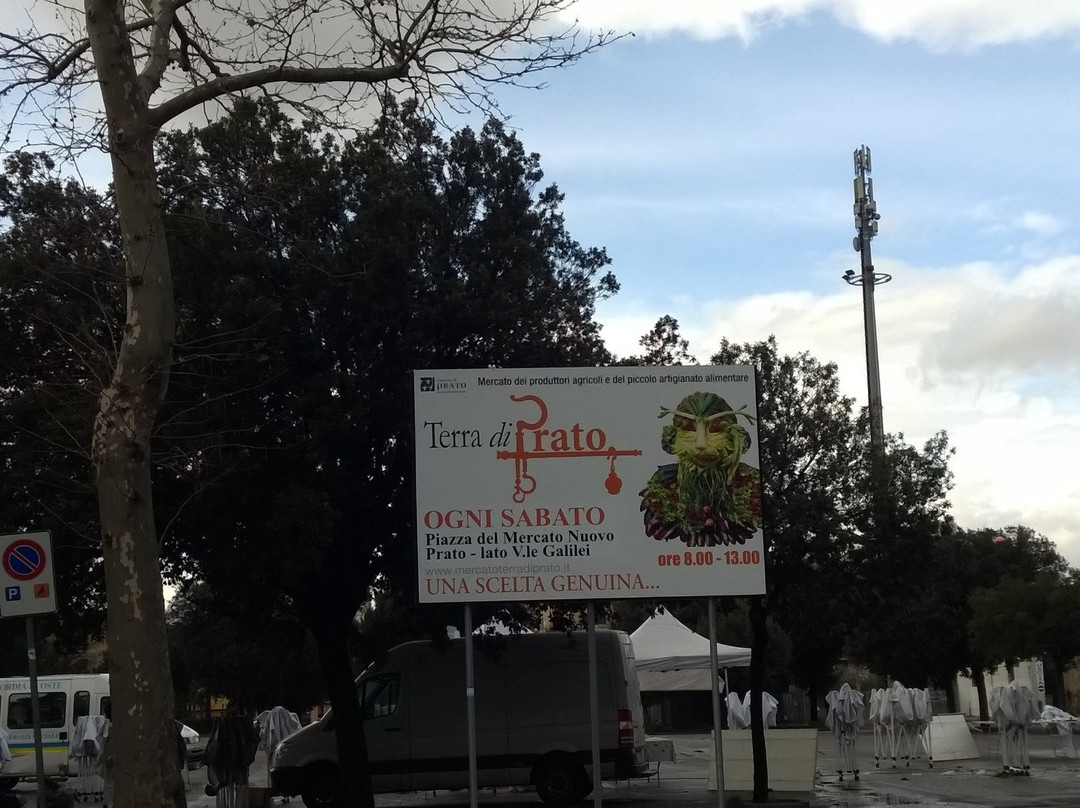 PRATO
Mercato dei produttori agricoli e del piccolo artigianato alimentare
Terra di Prato
OGNI SABATO
Piazza del Mercato Nuovo
Prato - lato V.le Galilei
ore 8.00 - 13.00
www.mercatoterradiprato.it
UNA SCELTA GENUINA...
P